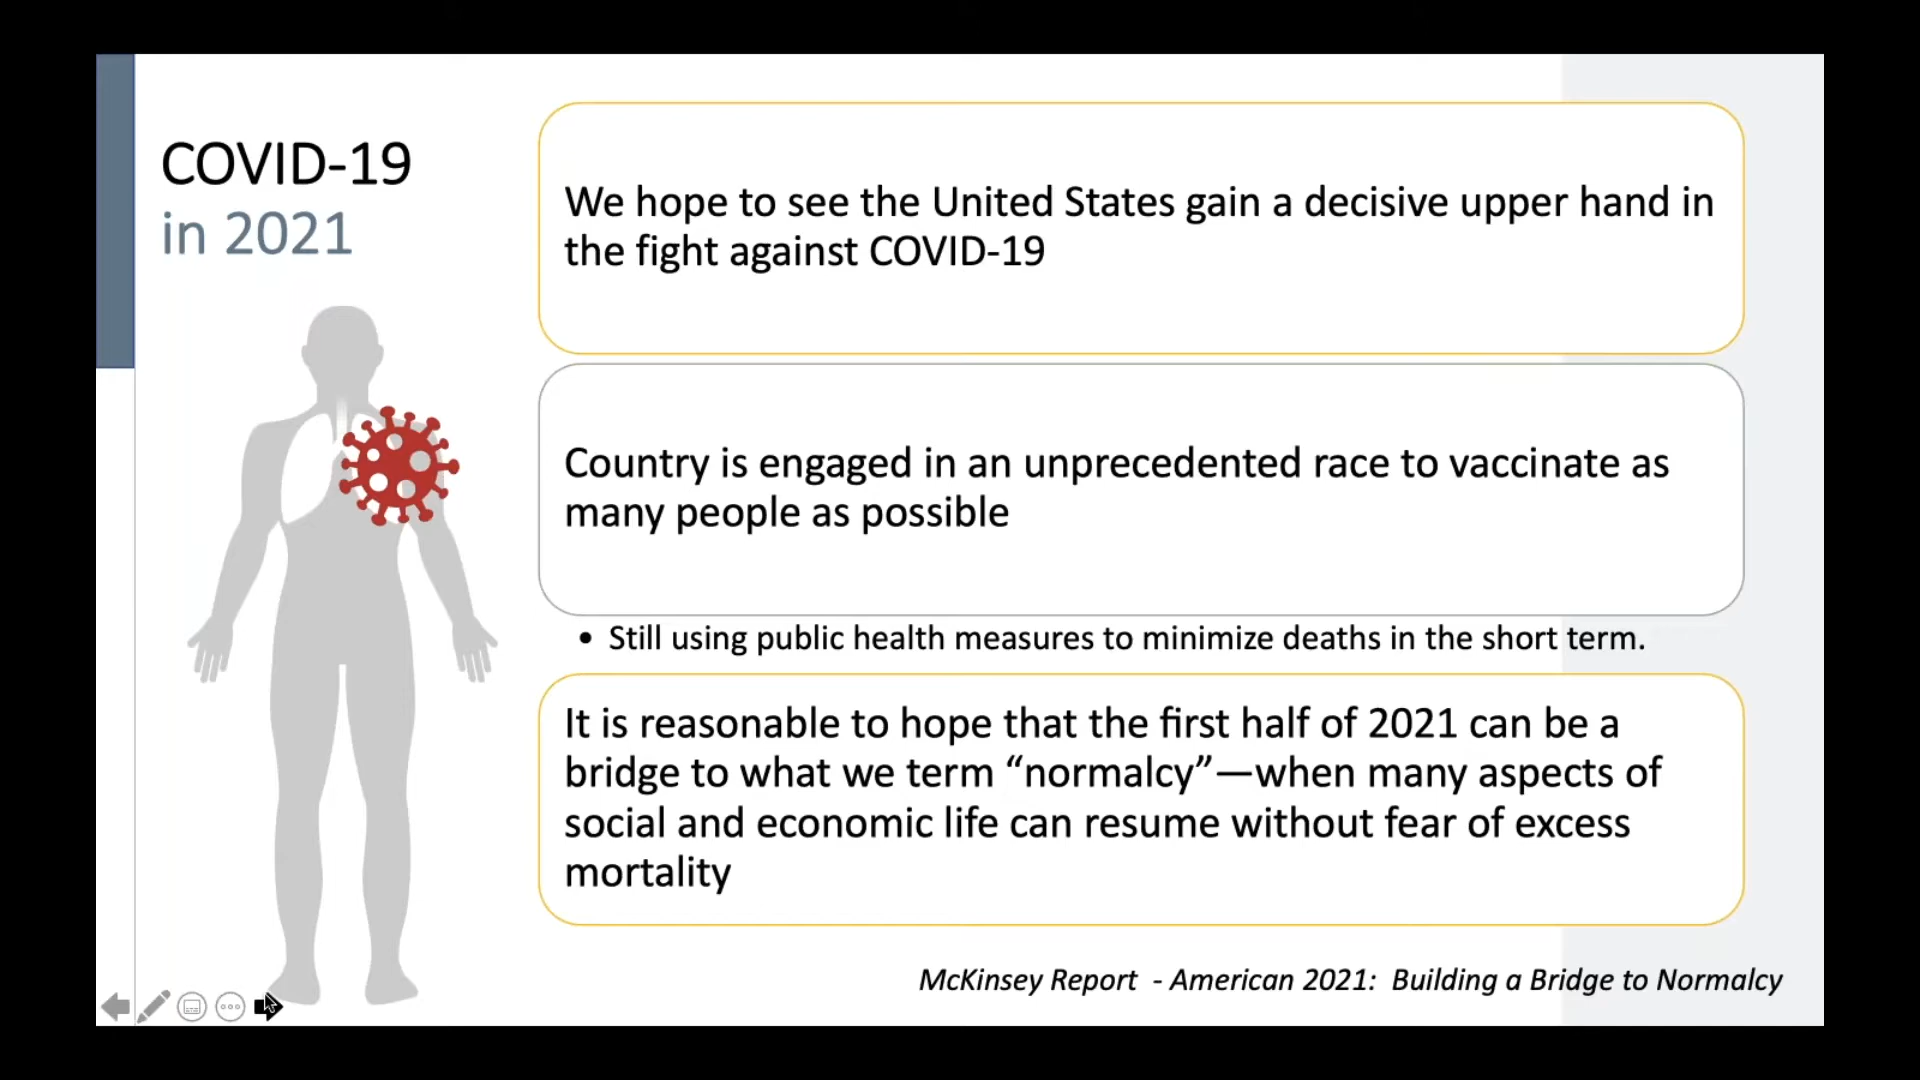 COVID-19
in 2021
We hope to see the United States gain a decisive upper hand in
the fight against COVID-19
Country is engaged in an unprecedented race to vaccinate as
many people as possible
• Still using public health measures to minimize deaths in the short term.
It is reasonable to hope that the first half of 2021 can be a
bridge to what we term “normalcy”—when many aspects of
social and economic life can resume without fear of excess
mortality
McKinsey Report - American 2021: Building a Bridge to Normalcy